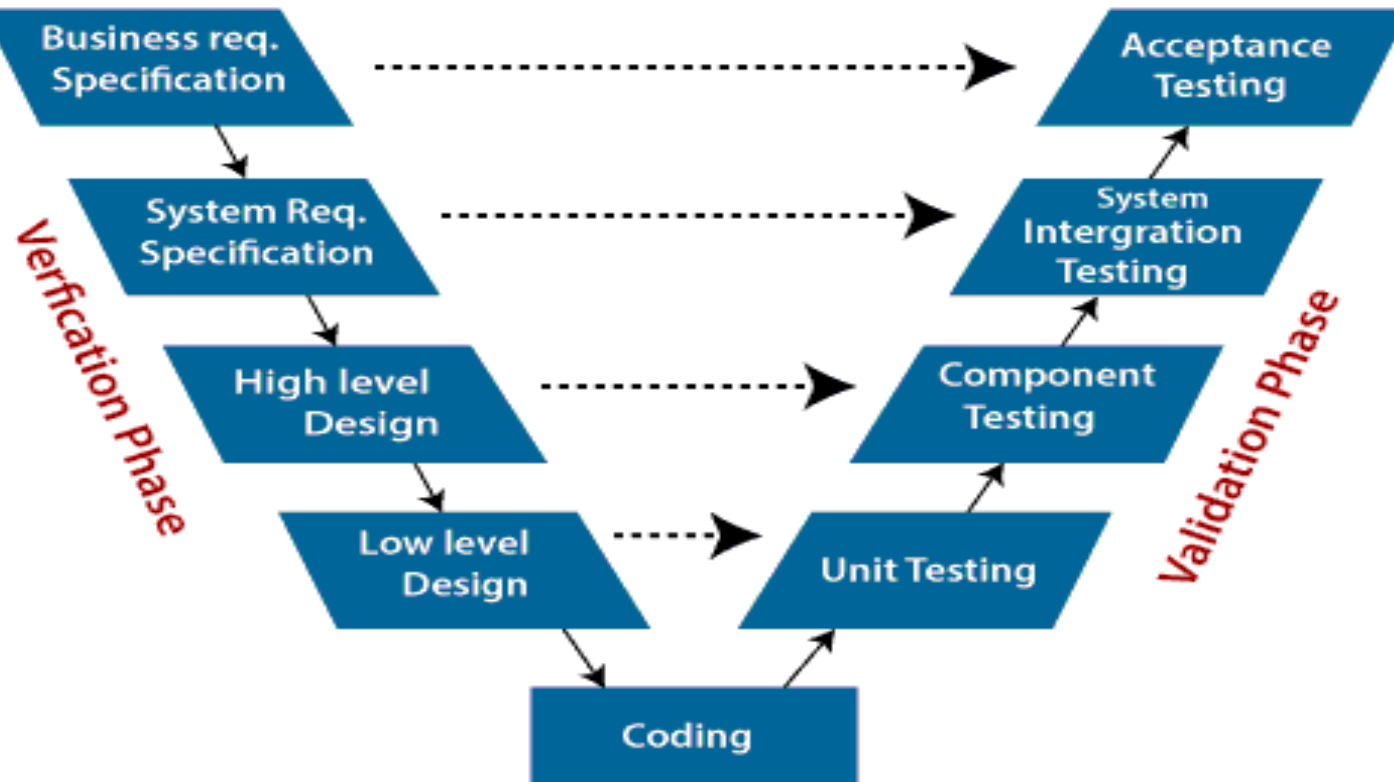 Business req.
Specification
Acceptance
Testing
System Req.
Specification
System
Intergration
Testing
Verfication Phase
High level
Design
Component
Testing
Validation Phase
Low level
Design
Unit Testing
Coding